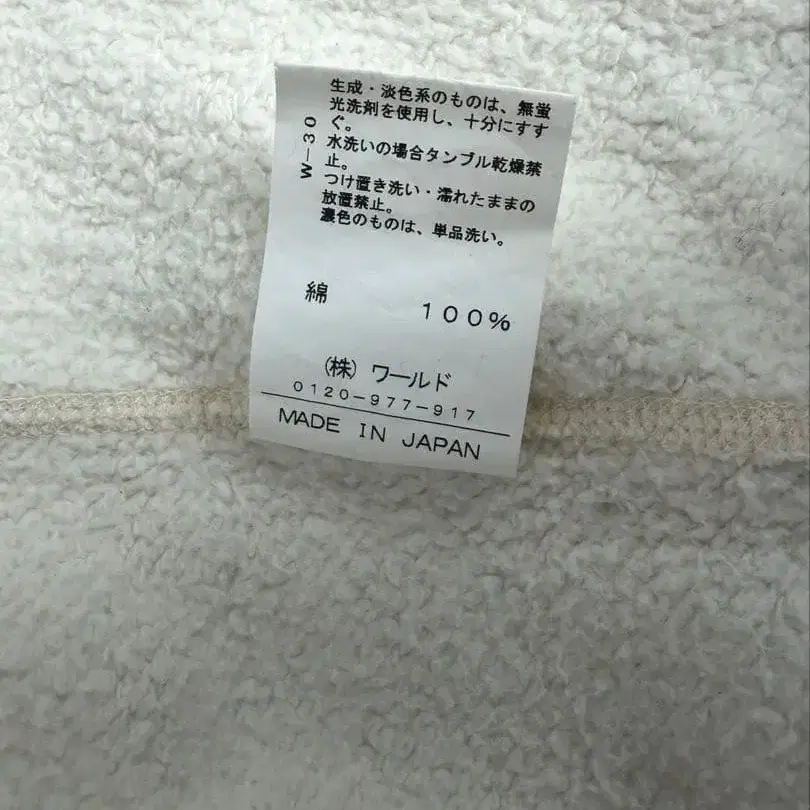 生成・淡色系のものは、無蛍
光洗剤を使用し、十分にすす
ぐ。
水洗いの場合タンブル乾燥禁
止。
つけ置き洗い・濡れたままの
放置禁止。
濃色のものは、単品洗い。
W-30
綿 100%
(株) ワールド
0120-977-917
MADE IN JAPAN